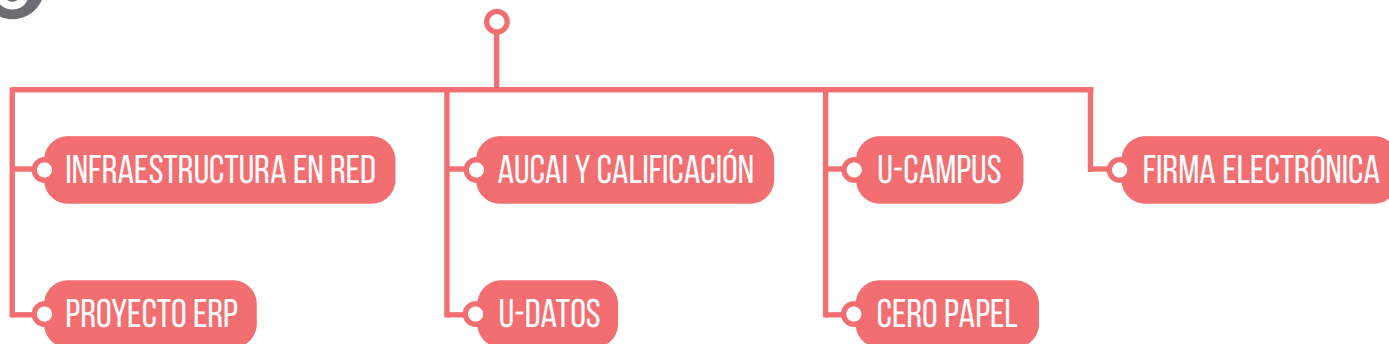 INFRAESTRUCTURA EN RED
AUCAI Y CALIFICACIÓN
U-CAMPUS
FIRMA ELECTRÓNICA
PROYECTO ERP
U-DATOS
CERO PAPEL